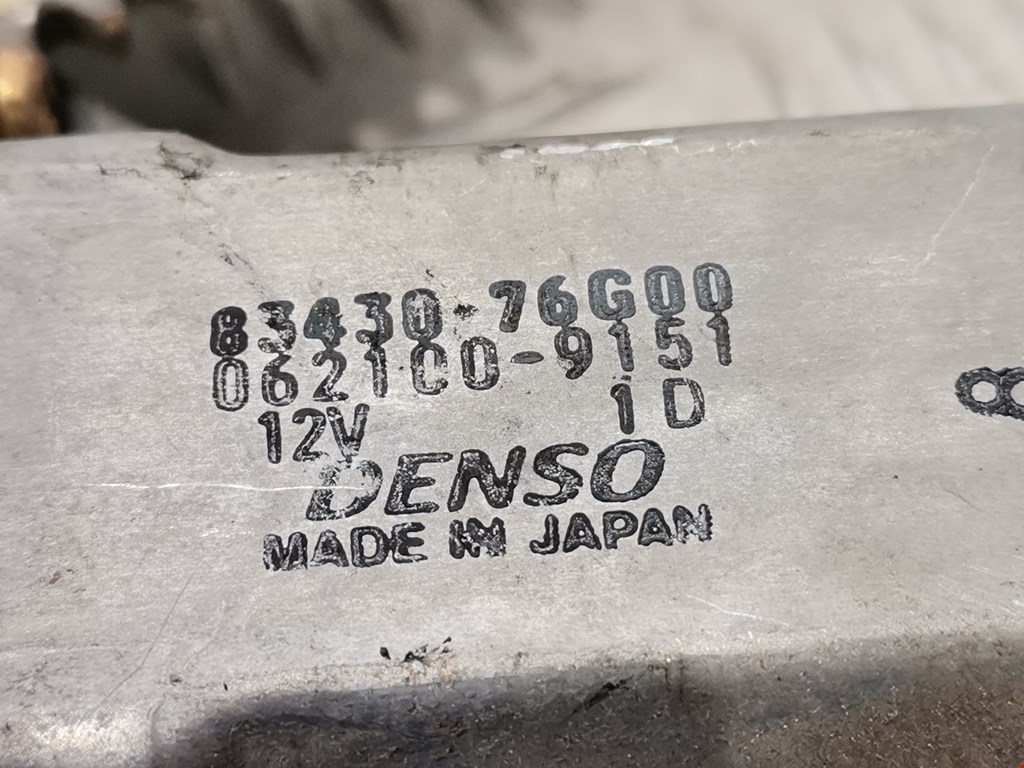 83430-76G00
062100-9151
12V 1D
DENSO
MADE IN JAPAN